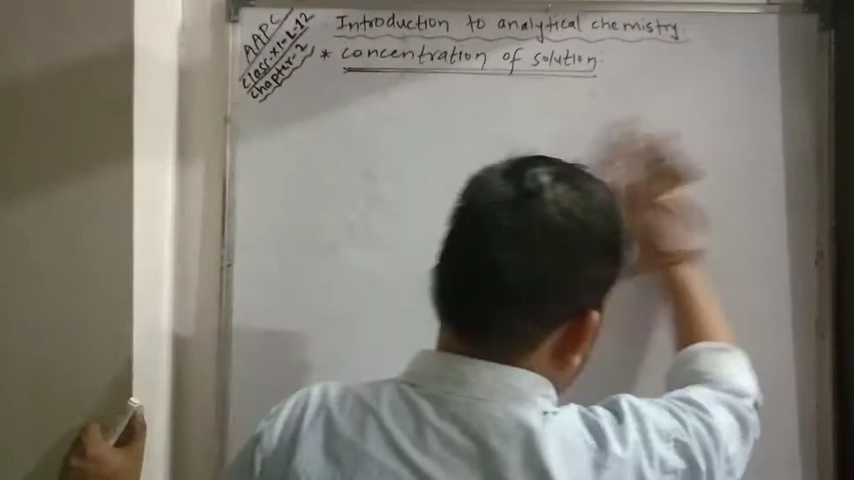 AAPC
Class:XI-L-12
Chapter-2
Introduction to analytical chemistry.
* concentration of solution: